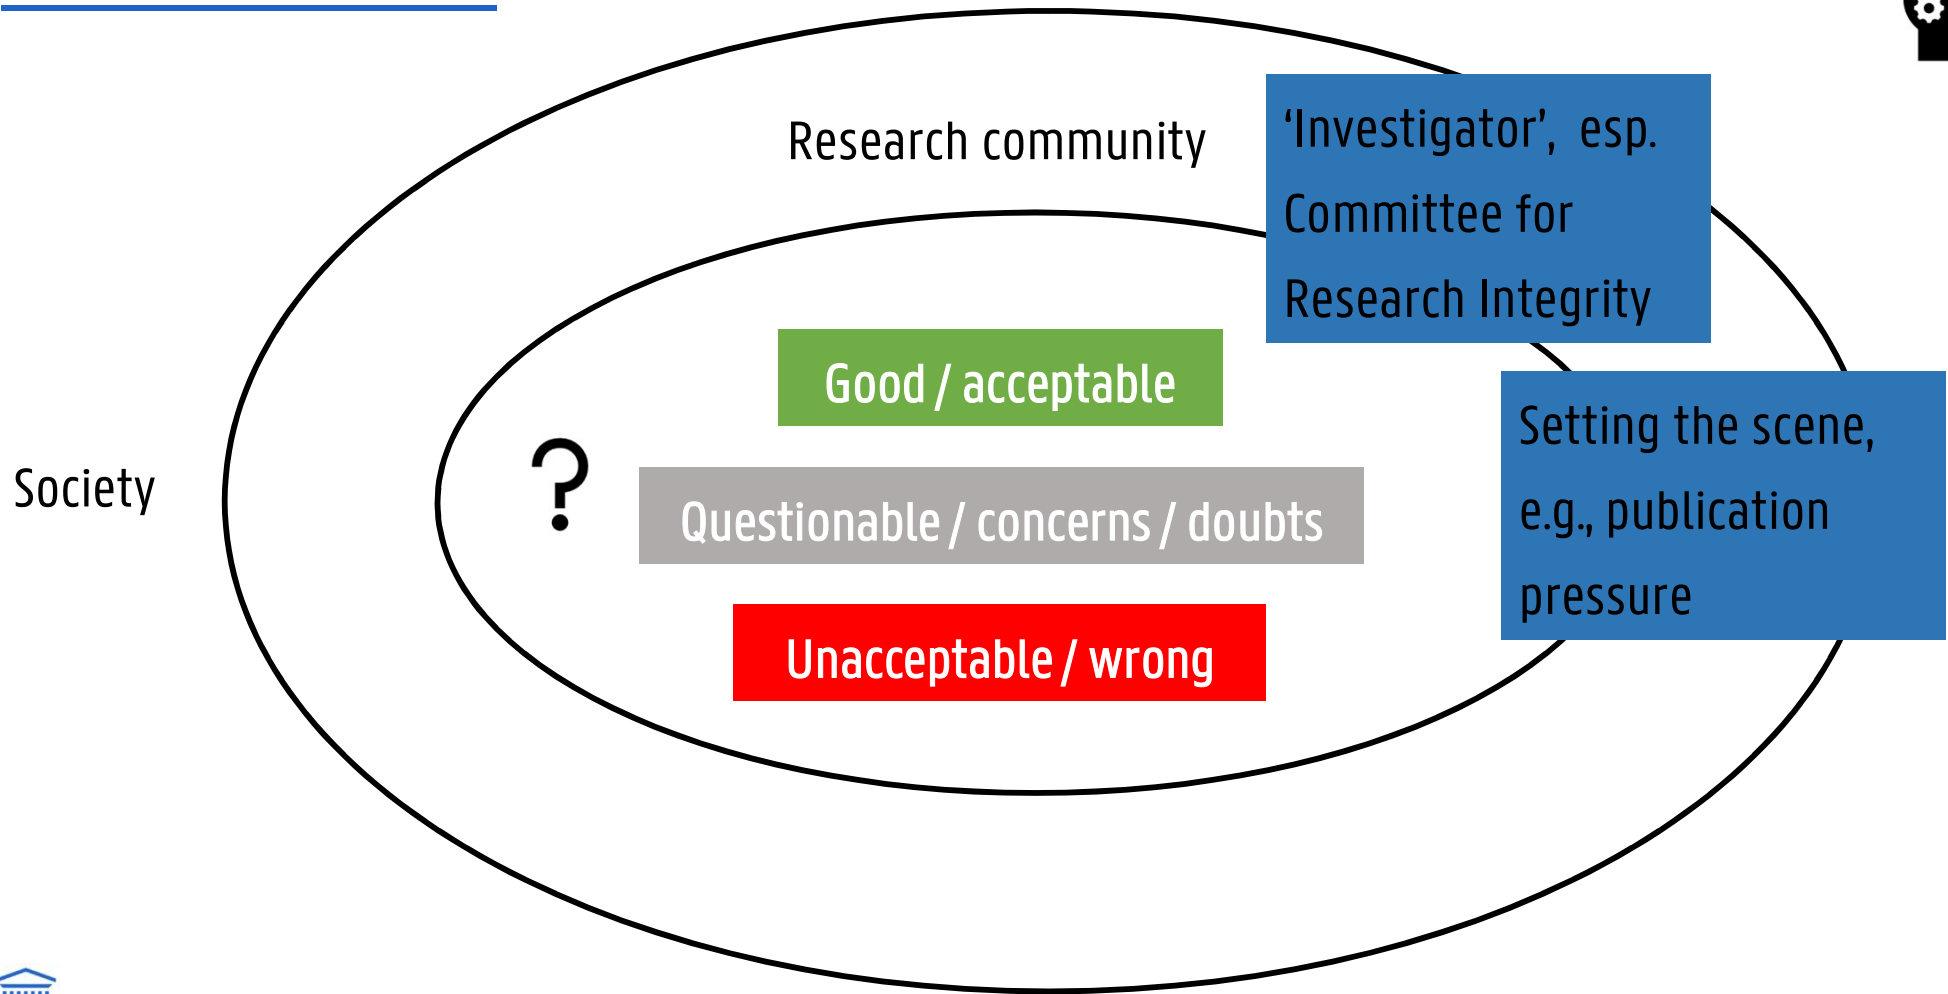 Research community
‘Investigator’, esp.
Committee for
Research Integrity
Good / acceptable
Society
Questionable / concerns / doubts
Setting the scene,
e.g., publication
pressure
Unacceptable / wrong